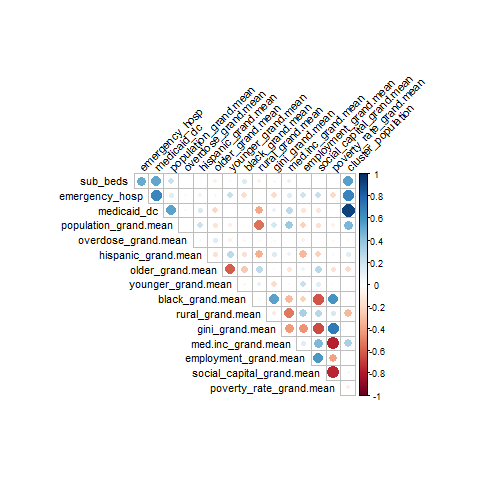 emergency_hosp
medicaid_dc
population_grand.mean
overdose_grand.mean
hispanic_grand.mean
older_grand.mean
younger_grand.mean
black_grand.mean
rural_grand.mean
gini_grand.mean
med.inc_grand.mean
employment_grand.mean
social_capital_grand.mean
poverty_rate_grand.mean
cluster_population
sub_beds
emergency_hosp
medicaid_dc
population_grand.mean
overdose_grand.mean
hispanic_grand.mean
older_grand.mean
younger_grand.mean
black_grand.mean
rural_grand.mean
gini_grand.mean
med.inc_grand.mean
employment_grand.mean
social_capital_grand.mean
poverty_rate_grand.mean
1
0.8
0.6
0.4
0.2
0
-0.2
-0.4
-0.6
-0.8
-1